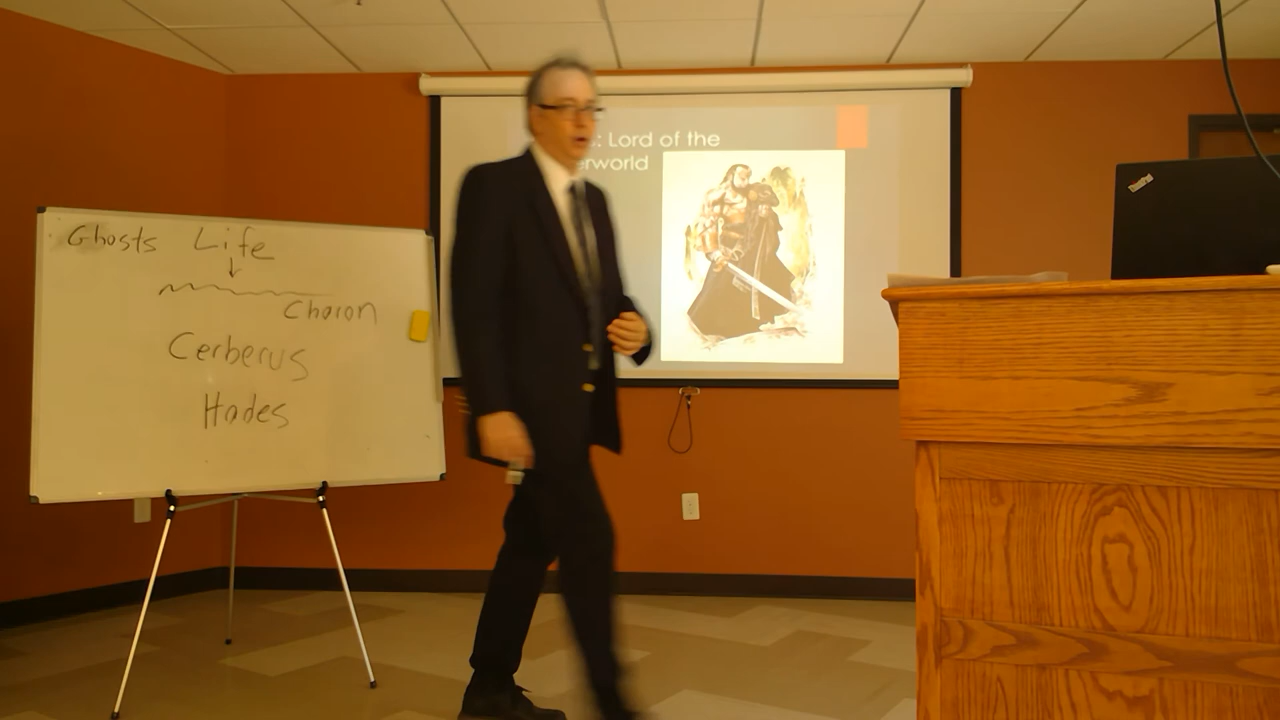 Ghosts Life
Charon
Cerberus
Hades
: Lord of the
erworld